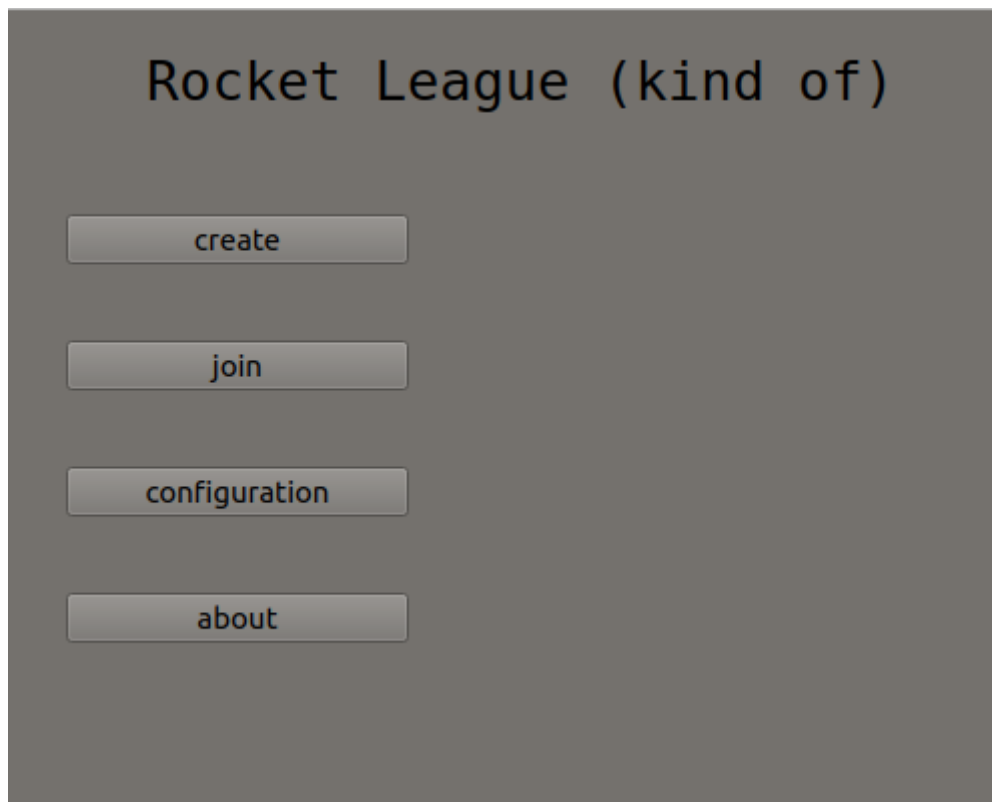 Rocket League (kind of)
create
join
configuration
about